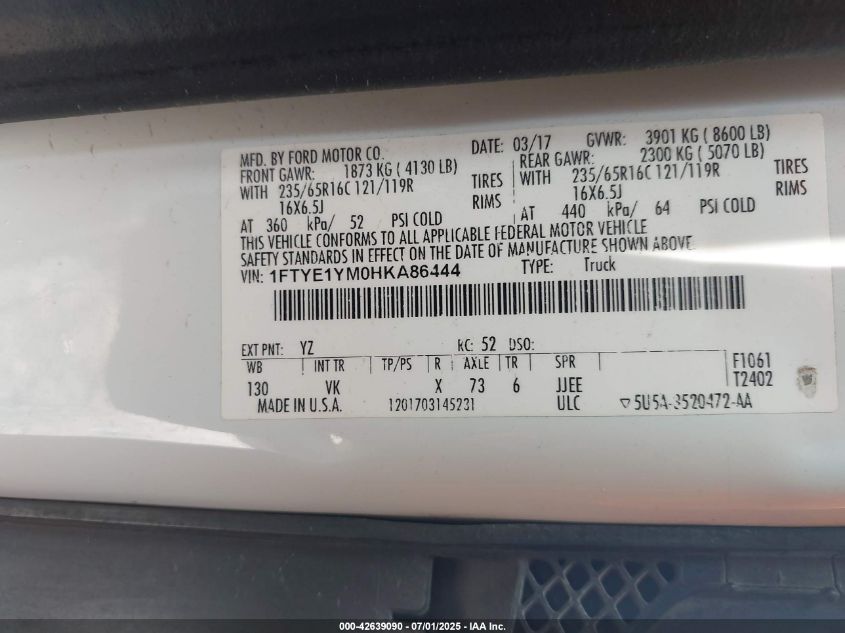 MFD. BY FORD MOTOR CO. DATE: 03/17 GVWR: 3901 KG ( 8600 LB)
FRONT GAWR: 1873 KG ( 4130 LB) REAR GAWR: 2300 KG ( 5070 LB)
WITH 235/65R16C 121/119R TIRES WITH 235/65R16C 121/119R TIRES
16X6.5J RIMS 16X6.5J RIMS
AT 360 kPa/ 52 PSI COLD AT 440 kPa/ 64 PSI COLD
THIS VEHICLE CONFORMS TO ALL APPLICABLE FEDERAL MOTOR VEHICLE
SAFETY STANDARDS IN EFFECT ON THE DATE OF MANUFACTURE SHOWN ABOVE.
VIN: 1FTYE1YM0HKA86444 TYPE: Truck
EXT PNT: YZ RC: 52 DSO:
WB INT TR TP/PS R AXLE TR SPR F1061
130 VK X 73 6 JJEE T2402
MADE IN U.S.A. 1201703145231 ULC ▽5U5A-3520472-AA
000-42639090 - 07/01/2025 - IAA Inc.